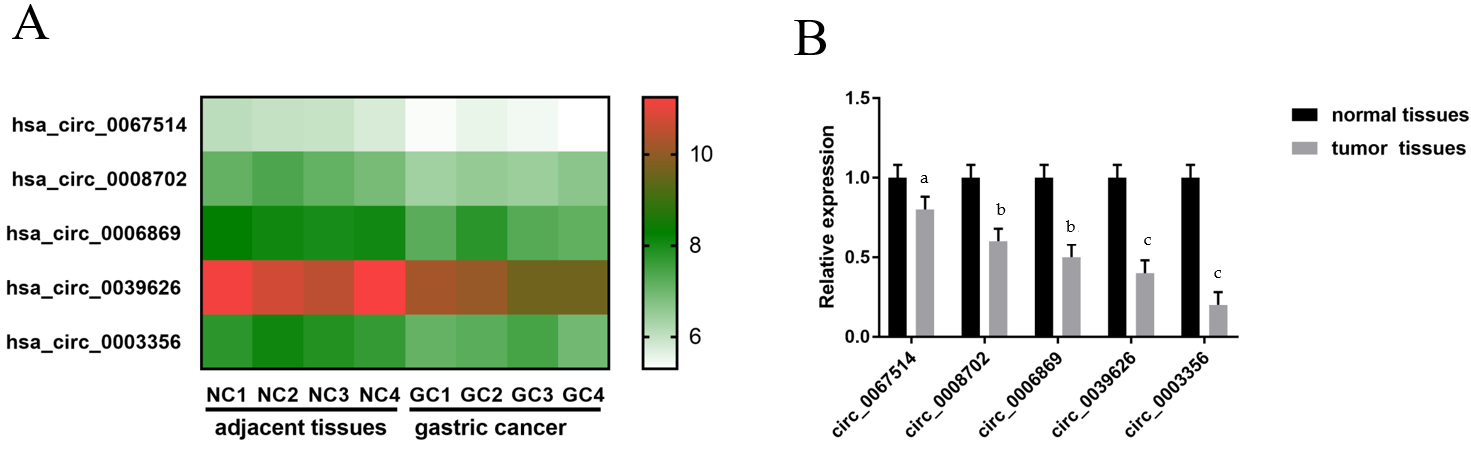 A
hsa_circ_0067514
hsa_circ_0008702
hsa_circ_0006869
hsa_circ_0039626
hsa_circ_0003356
10
8
6
NC1 NC2 NC3 NC4 GC1 GC2 GC3 GC4
adjacent tissues gastric cancer
B
Relative expression
1.5
1.0
0.5
0.0
a
b
b
c
c
circ_0067514
circ_0008702
circ_0006869
circ_0039626
circ_0003356
normal tissues
tumor tissues